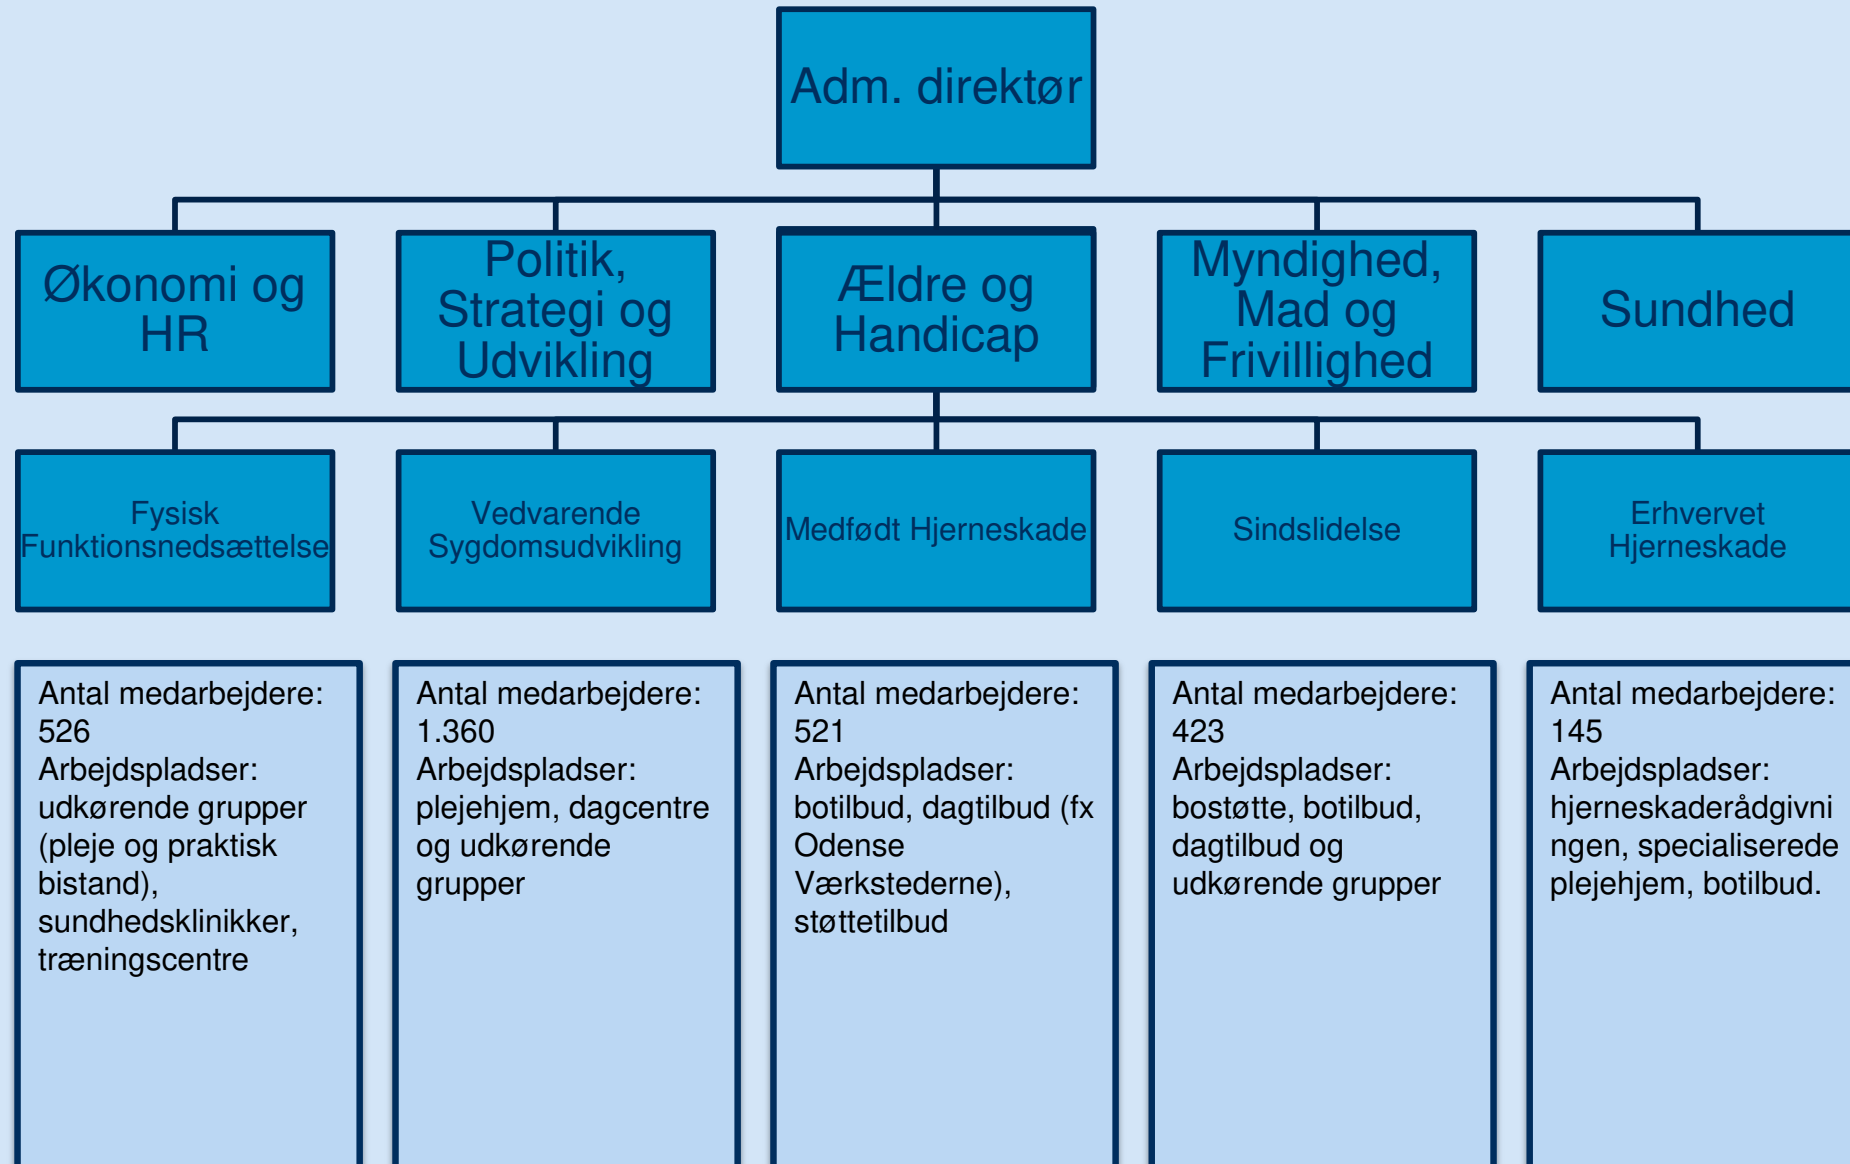 Adm. direktør
Økonomi og
HR
Politik,
Strategi og
Udvikling
Ældre og
Handicap
Myndighed,
Mad og
Frivillighed
Sundhed
Fysisk
Funktionsnedsættelse
Vedvarende
Sygdomsudvikling
Medfødt Hjerneskade
Sindslidelse
Erhvervet
Hjerneskade
Antal medarbejdere:
526
Arbejdspladser:
udkørende grupper
(pleje og praktisk
bistand),
sundhedsklinikker,
træningscentre
Antal medarbejdere:
1.360
Arbejdspladser:
plejehjem, dagcentre
og udkørende
grupper
Antal medarbejdere:
521
Arbejdspladser:
botilbud, dagtilbud (fx
Odense
Værkstederne),
støttetilbud
Antal medarbejdere:
423
Arbejdspladser:
bostøtte, botilbud,
dagtilbud og
udkørende grupper
Antal medarbejdere:
145
Arbejdspladser:
hjerneskaderådgivni
ngen, specialiserede
plejehjem, botilbud.